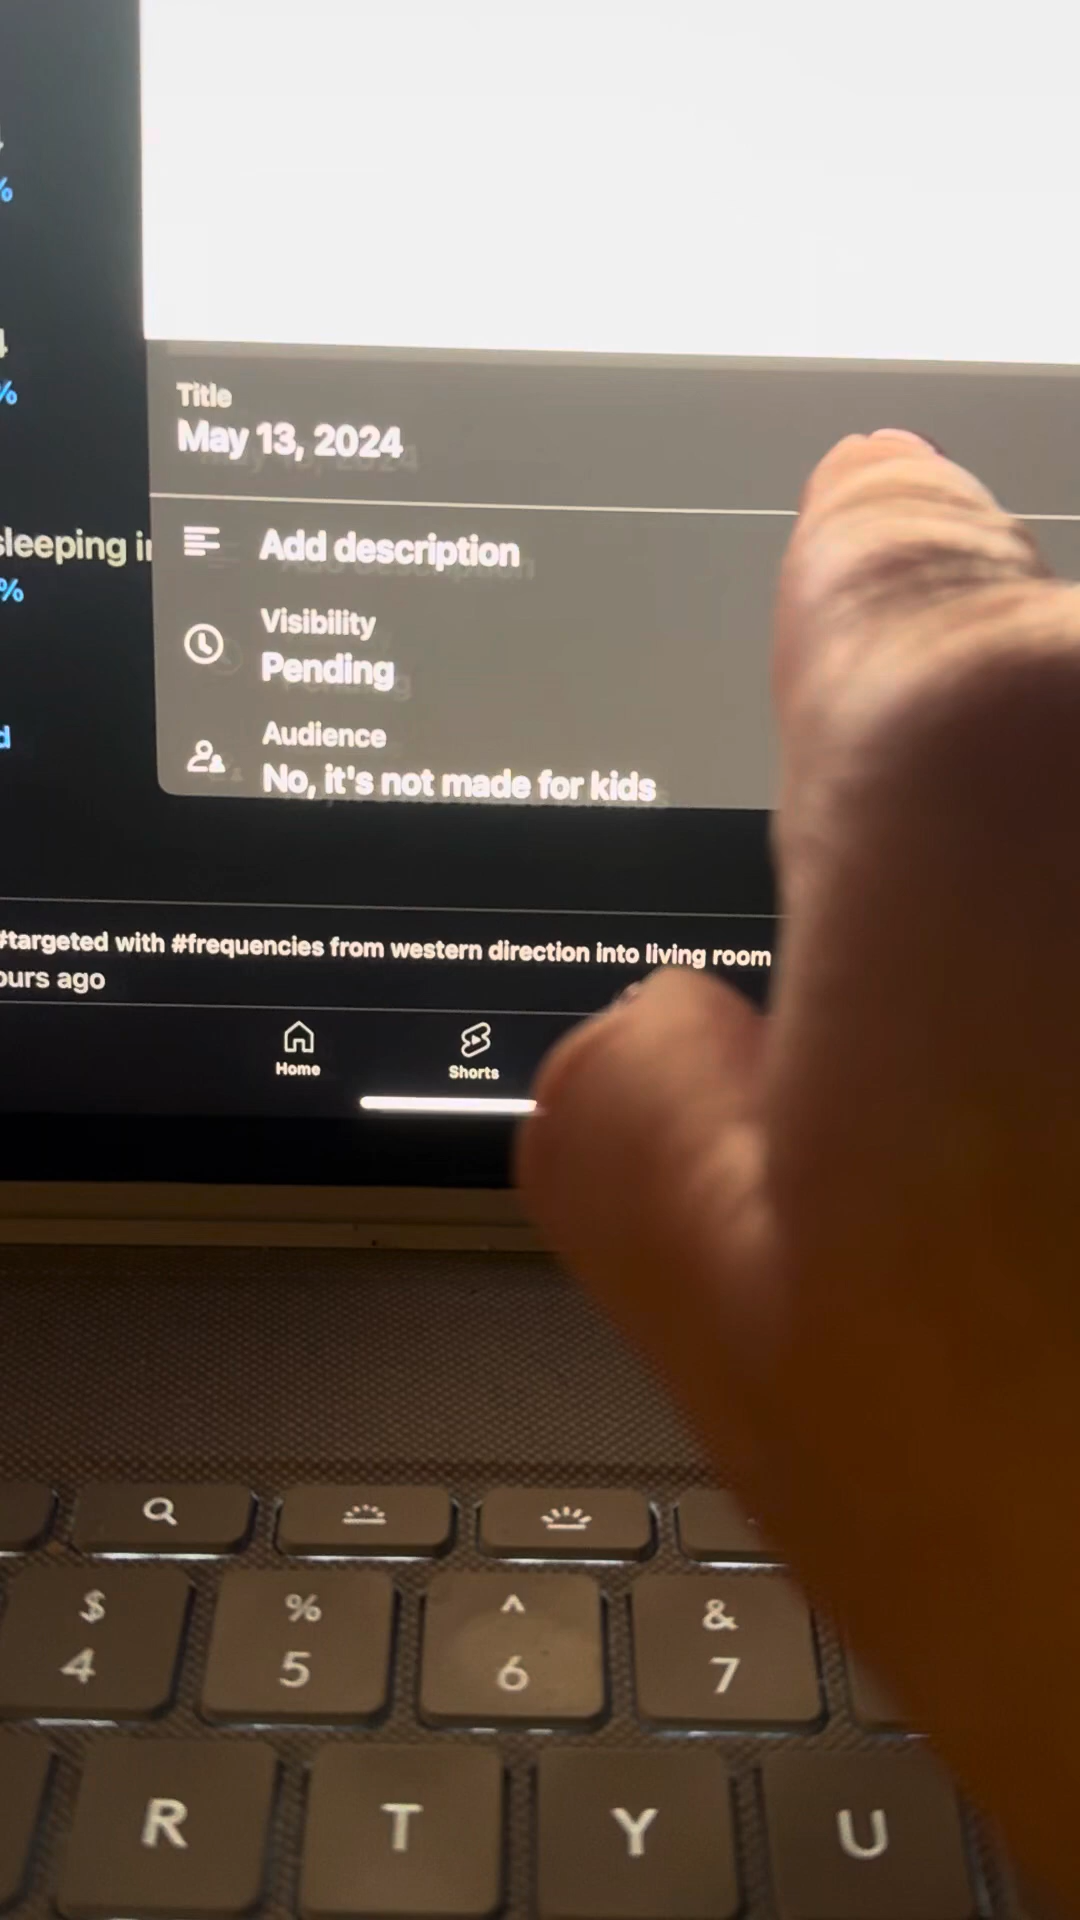 %
%
Title
May 13, 2024
sleeping
%
Add description
Visibility
Pending
Audience
No, it's not made for kids
#targeted with #frequencies from western direction into living room
ours ago
Home
Shorts
$ % ^ &
4 5 6 7
R T Y U